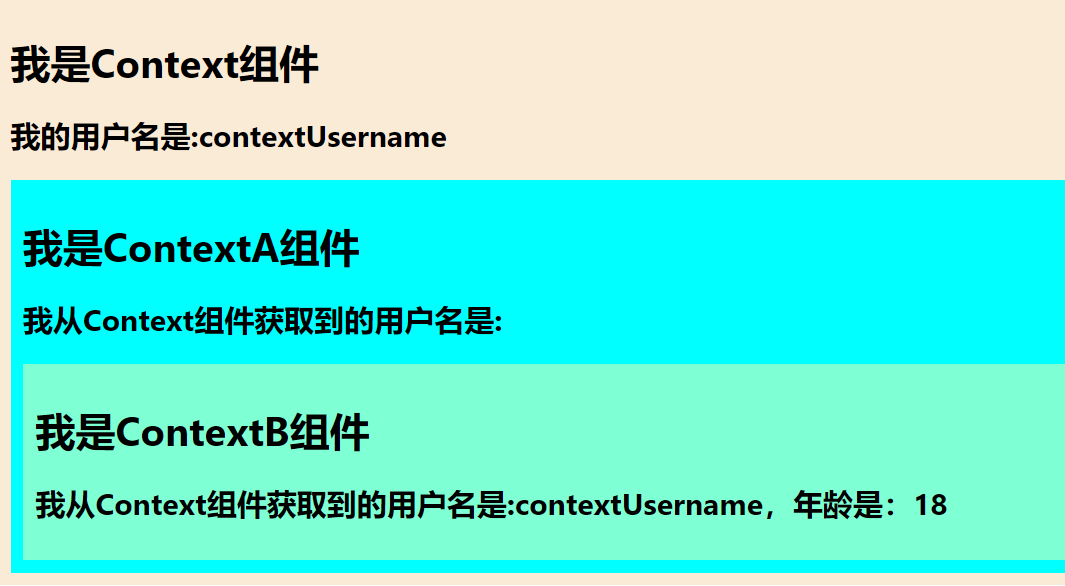 我是Context组件
我的用户名是:contextUsername
我是ContextA组件
我从Context组件获取到的用户名是:
我是ContextB组件
我从Context组件获取到的用户名是:contextUsername，年龄是：18